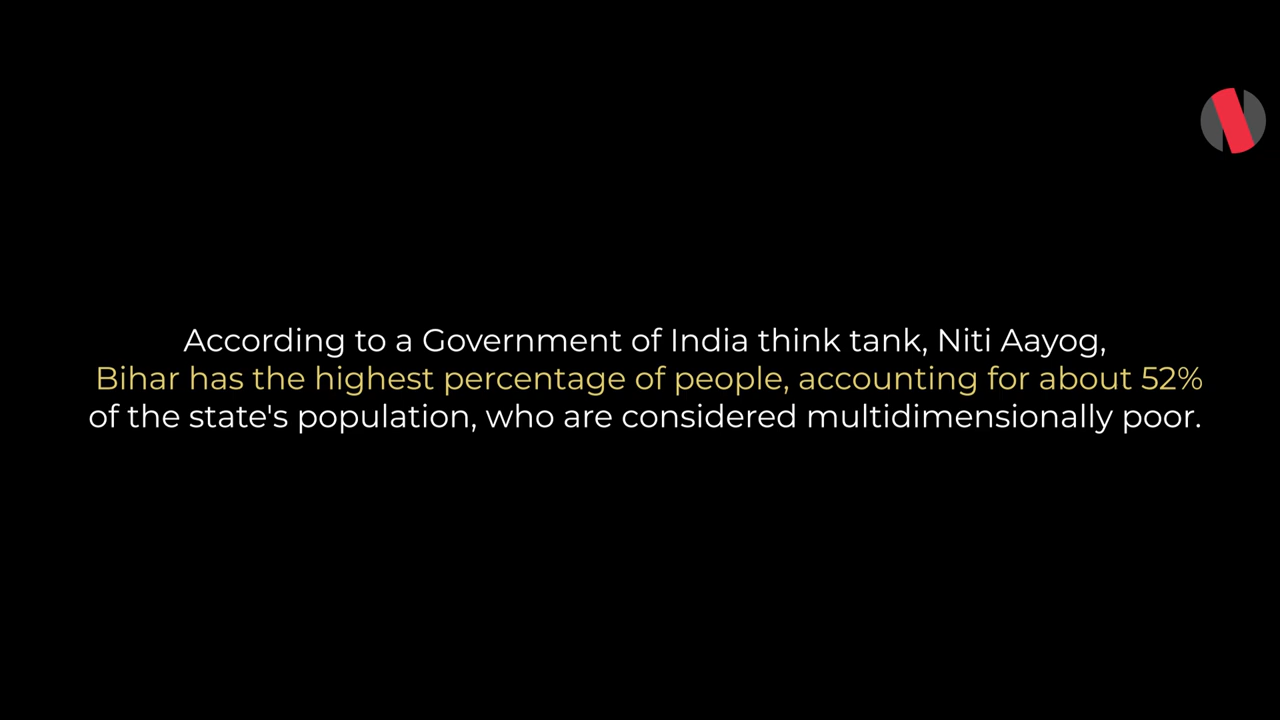 According to a Government of India think tank, Niti Aayog,
Bihar has the highest percentage of people, accounting for about 52%
of the state's population, who are considered multidimensionally poor.